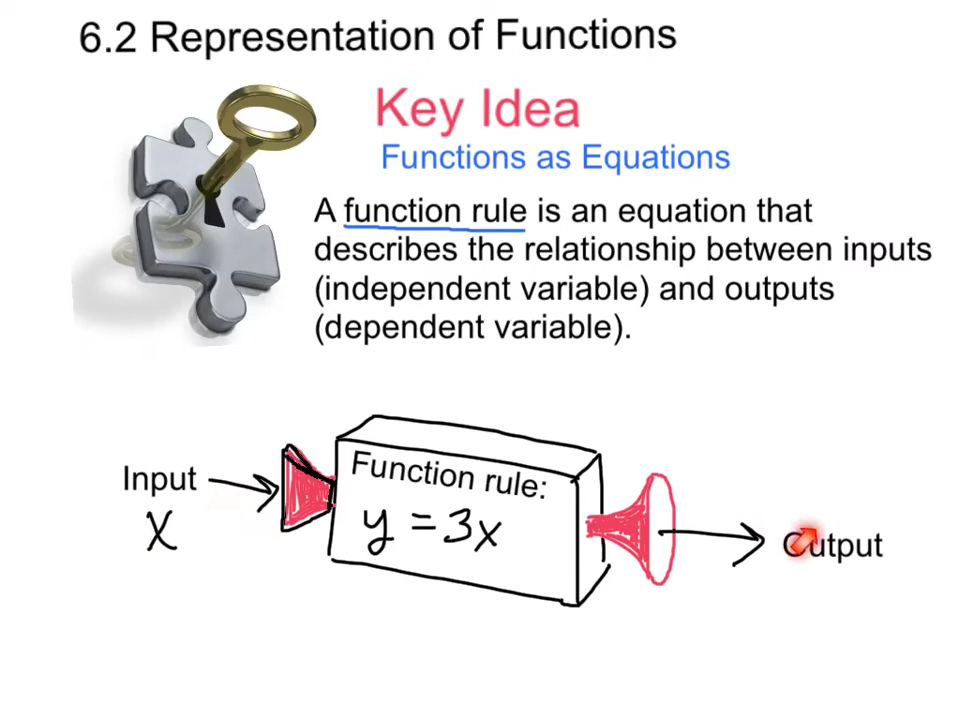 6.2 Representation of Functions
Key Idea
Functions as Equations
A function rule is an equation that
describes the relationship between inputs
(independent variable) and outputs
(dependent variable).
Input
x
Function rule:
y = 3x
Output